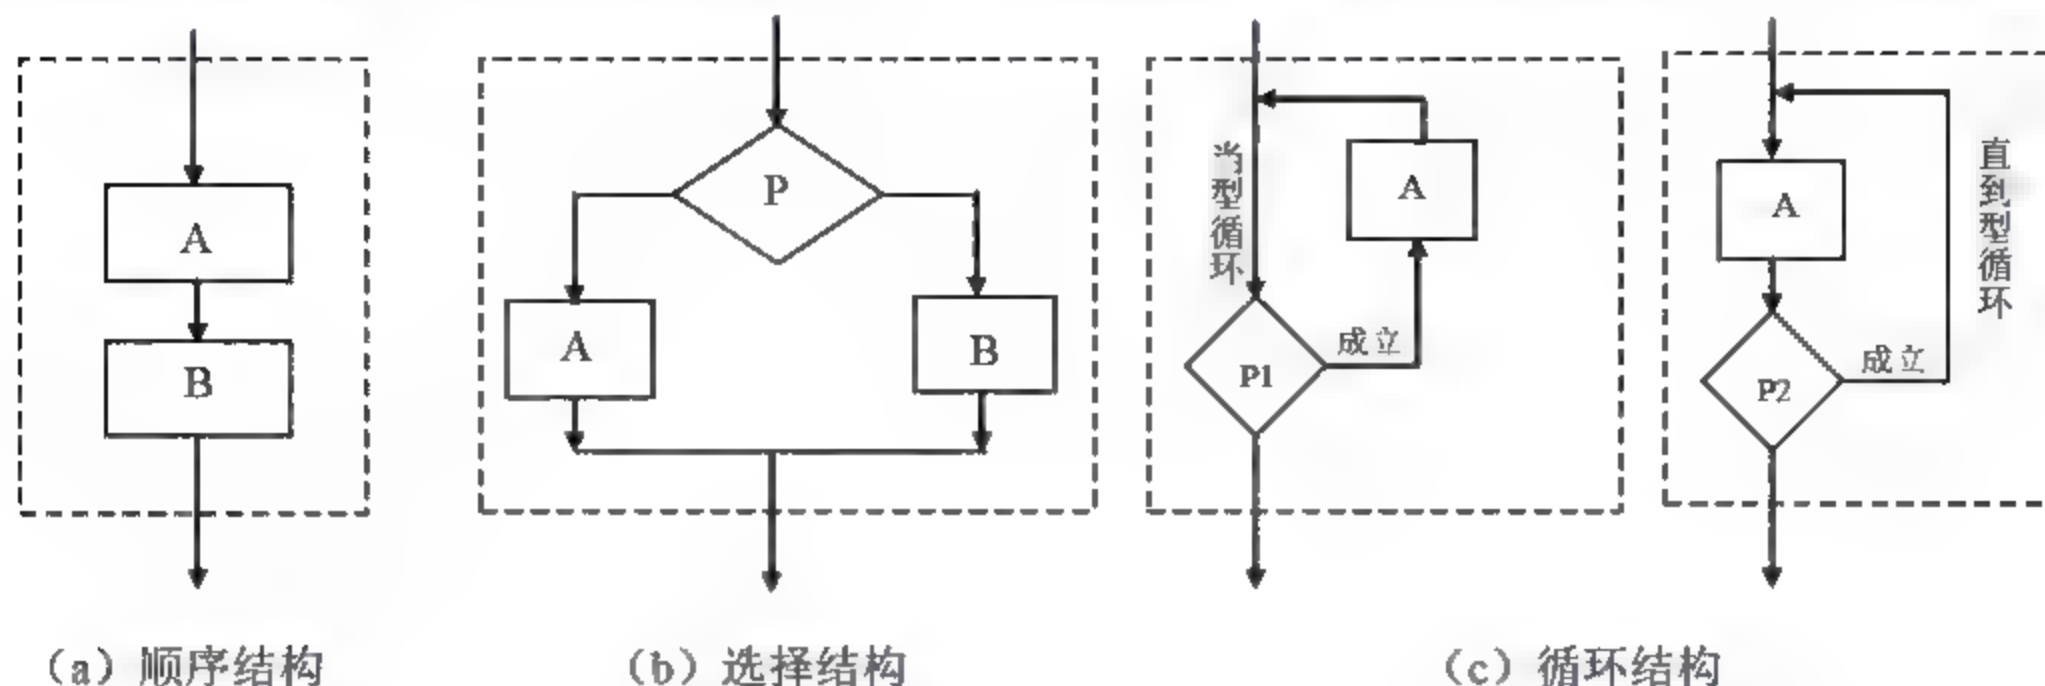 A
B
P
A
B
当型循环
A
P1
成立
A
P2
成立
直到型循环
(a) 顺序结构
(b) 选择结构
(c) 循环结构